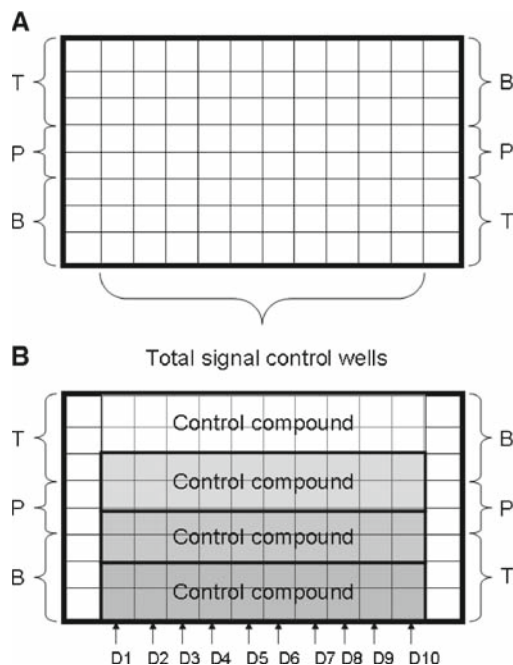 A
T
B
P
P
B
T
B
Total signal control wells
T
Control compound
B
Control compound
P
P
Control compound
B
Control compound
T
D1 D2 D3 D4 D5 D6 D7 D8 D9 D10